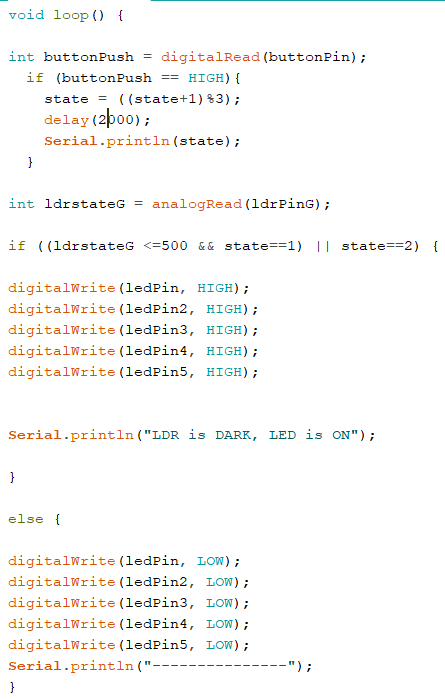 void loop() {
int buttonPush = digitalRead(buttonPin);
if (buttonPush == HIGH){
state = ((state+1)%3);
delay(2000);
Serial.println(state);
}
int ldrstateG = analogRead(ldrPinG);
if ((ldrstateG <=500 && state==1) || state==2) {
digitalWrite(ledPin, HIGH);
digitalWrite(ledPin2, HIGH);
digitalWrite(ledPin3, HIGH);
digitalWrite(ledPin4, HIGH);
digitalWrite(ledPin5, HIGH);
Serial.println("LDR is DARK, LED is ON");
}
else {
digitalWrite(ledPin, LOW);
digitalWrite(ledPin2, LOW);
digitalWrite(ledPin3, LOW);
digitalWrite(ledPin4, LOW);
digitalWrite(ledPin5, LOW);
Serial.println("---------------");
}